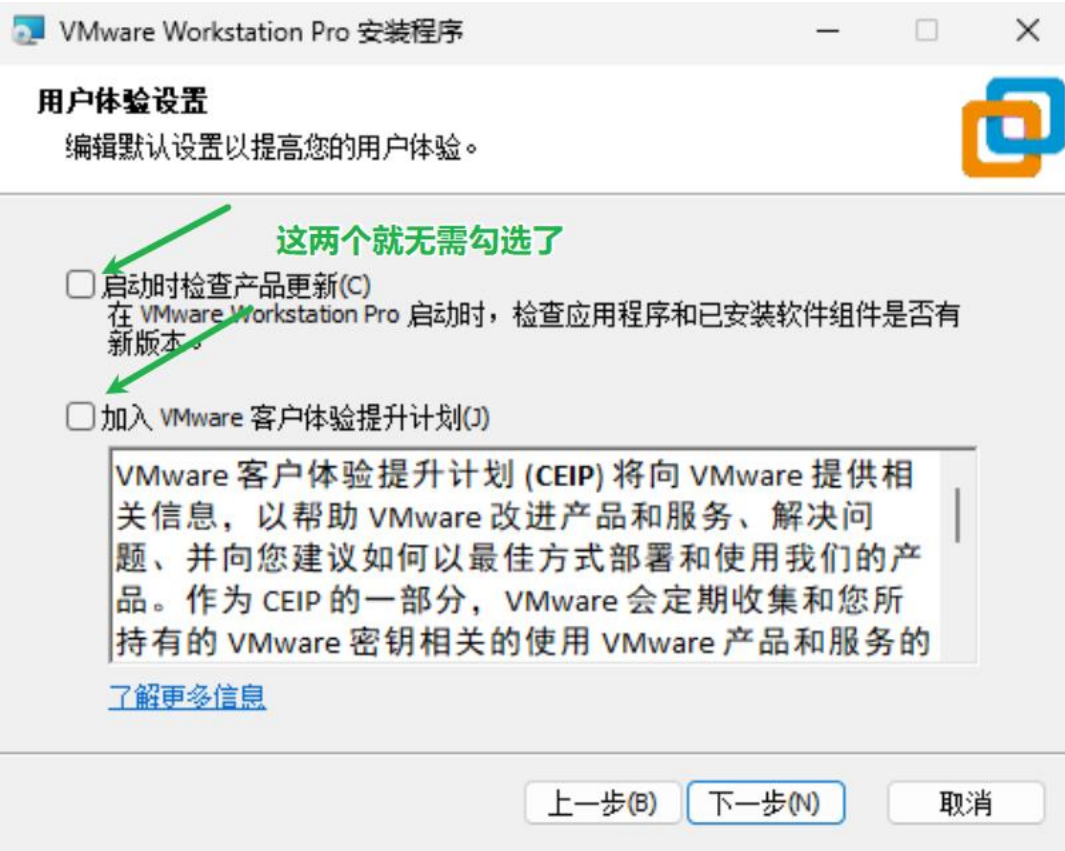 VMware Workstation Pro 安装程序
用户体验设置
编辑默认设置以提高您的用户体验。
这两个就无需勾选了
启动时检查产品更新(C)
在 VMware Workstation Pro 启动时，检查应用程序和已安装软件组件是否有
新版本。
加入 VMware 客户体验提升计划(J)
VMware 客户体验提升计划 (CEIP) 将向 VMware 提供相
关信息，以帮助 VMware 改进产品和服务、解决问
题、并向您建议如何以最佳方式部署和使用我们的产
品。作为 CEIP 的一部分，VMware 会定期收集和您所
持有的 VMware 密钥相关的使用 VMware 产品和服务的
了解更多信息
上一步(B)
下一步(N)
取消